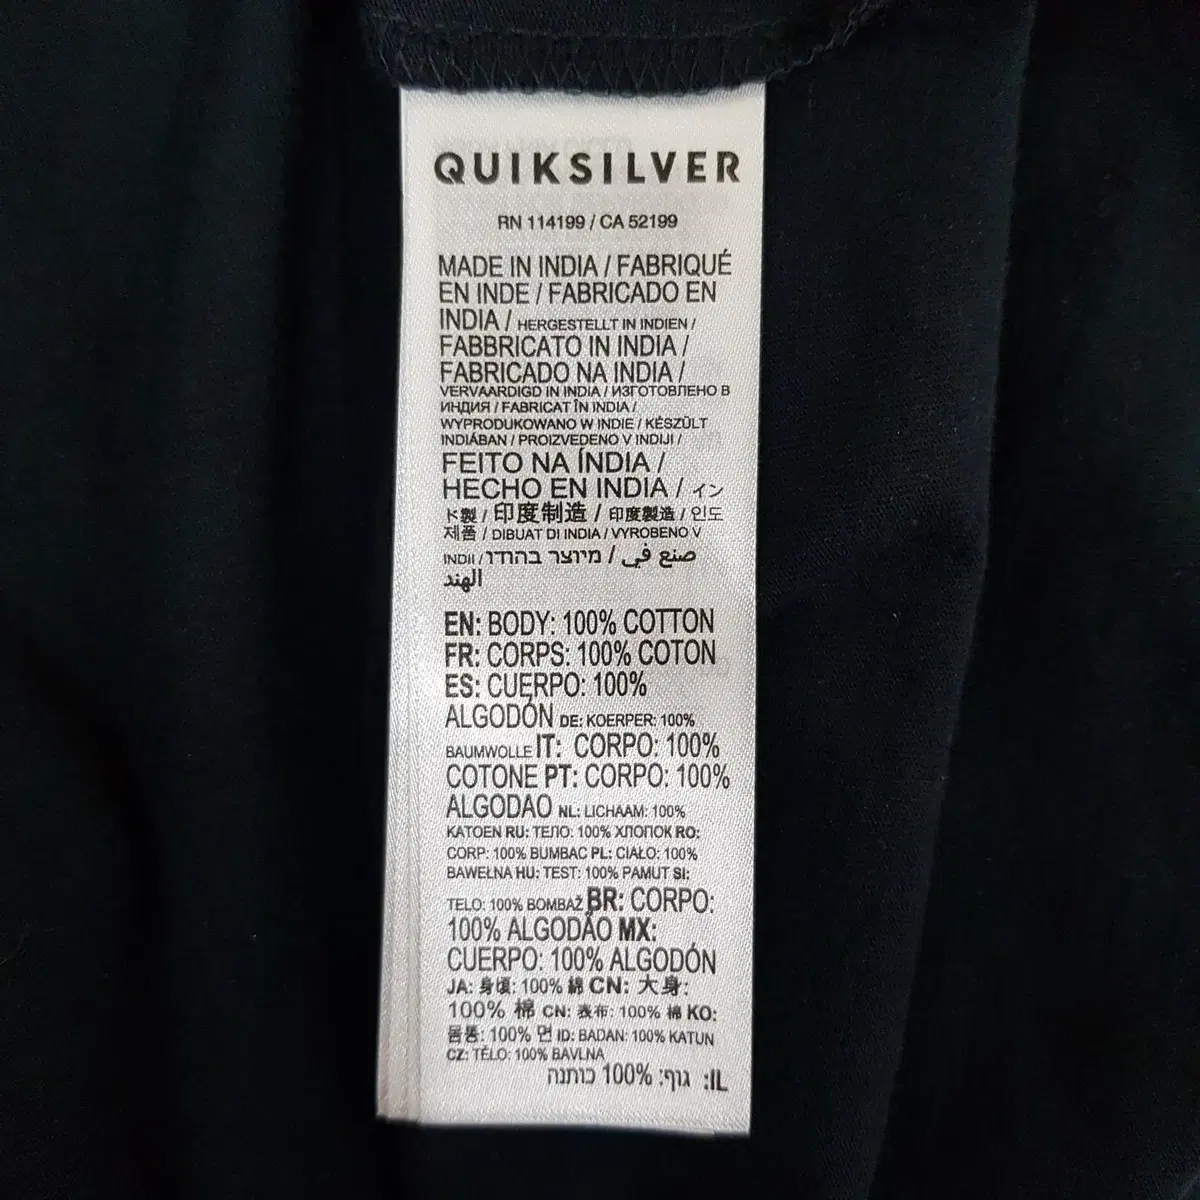 QUIKSILVER
RN 114199 / CA 52199
MADE IN INDIA / FABRIQUÉ
EN INDE / FABRICADO EN
INDIA / HERGESTELLT IN INDIEN /
FABBRICATO IN INDIA /
FABRICADO NA INDIA /
VERVAARDIGD IN INDIA / ИЗГОТОВЛЕНО В
ИНДИЯ / FABRICAT ÎN INDIA /
WYPRODUKOWANO W INDIE / KÉSZÜLT
INDIÁBAN / PROIZVEDENO V INDIJI /
FEITO NA ÍNDIA /
HECHO EN INDIA / イン
ド製 / 印度制造 / 印度製造 / 인도
제품 / DIBUAT DI INDIA / VYROBENO V
INDII / מיוצר בהודו / صنع في
الهند
EN: BODY: 100% COTTON
FR: CORPS: 100% COTON
ES: CUERPO: 100%
ALGODÓN DE: KOERPER: 100%
BAUMWOLLE IT: CORPO: 100%
COTONE PT: CORPO: 100%
ALGODAO NL: LICHAAM: 100%
KATOEN RU: ТЕЛО: 100% ХЛОПОК RO:
CORP: 100% BUMBAC PL: CIAŁO: 100%
BAWEŁNA HU: TEST: 100% PAMUT SI:
TELO: 100% BOMBAŽ BR: CORPO:
100% ALGODÃO MX:
CUERPO: 100% ALGODÓN
JA: 身頃: 100% 綿 CN: 大身:
100% 棉 CN: 表布: 100% 棉 KO:
몸통: 100% 면 ID: BADAN: 100% KATUN
CZ: TĚLO: 100% BAVLNA
IL: גוף: 100% כותנה